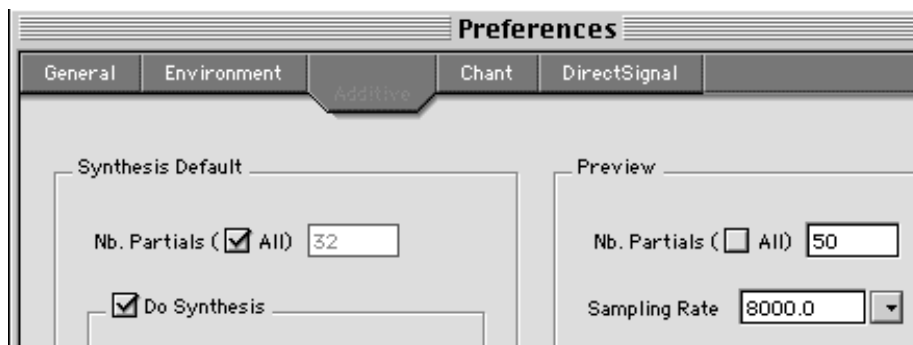 Preferences
General Environment Additive Chant DirectSignal
Synthesis Default
Nb. Partials ( All) 32
Do Synthesis
Preview
Nb. Partials ( All) 50
Sampling Rate 8000.0